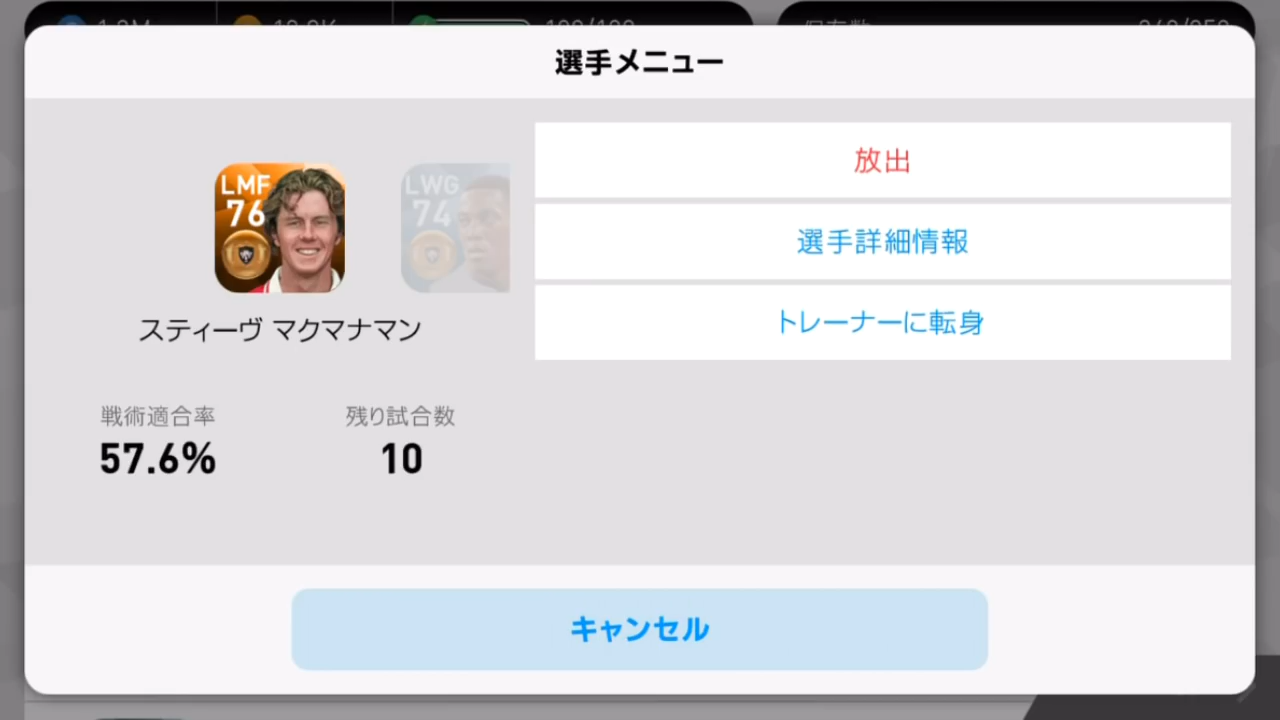 選手メニュー
LMF
76
LWG
74
スティーヴ マクマナマン
戦術適合率
57.6%
残り試合数
10
放出
選手詳細情報
トレーナーに転身
キャンセル